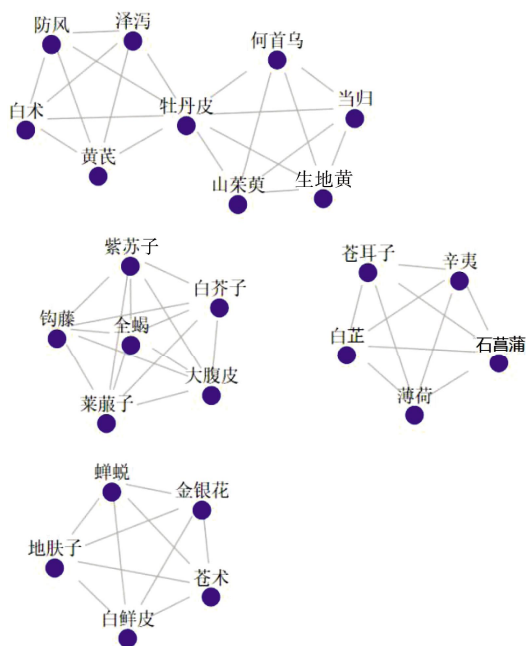 防风
泽泻
何首乌
白术
牡丹皮
当归
黄芪
山茱萸
生地黄
紫苏子
白芥子
钩藤
全蝎
大腹皮
莱菔子
苍耳子
辛夷
白芷
石菖蒲
薄荷
蝉蜕
金银花
地肤子
苍术
白鲜皮